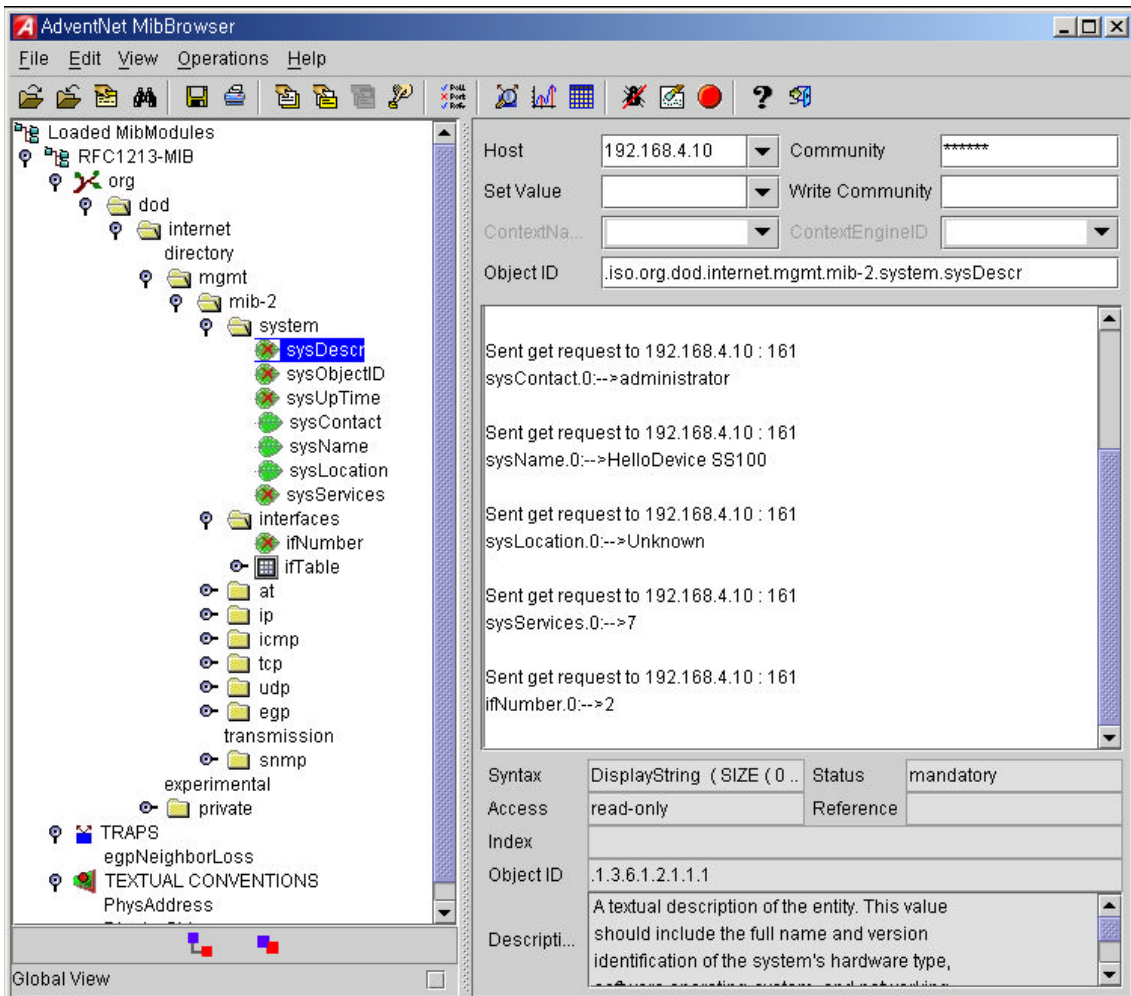 AdventNet MibBrowser
File Edit View Operations Help
Loaded MibModules
RFC1213-MIB
org
dod
internet
directory
mgmt
mib-2
system
sysDescr
sysObjectID
sysUpTime
sysContact
sysName
sysLocation
sysServices
interfaces
ifNumber
ifTable
at
ip
icmp
tcp
udp
egp
transmission
snmp
experimental
private
TRAPS
egpNeighborLoss
TEXTUAL CONVENTIONS
PhysAddress
Global View
Host 192.168.4.10 Community ******
Set Value Write Community
ContextNa... ContextEngineID
Object ID .iso.org.dod.internet.mgmt.mib-2.system.sysDescr
Sent get request to 192.168.4.10 : 161
sysContact.0:-->administrator
Sent get request to 192.168.4.10 : 161
sysName.0:-->HelloDevice SS100
Sent get request to 192.168.4.10 : 161
sysLocation.0:-->Unknown
Sent get request to 192.168.4.10 : 161
sysServices.0:-->7
Sent get request to 192.168.4.10 : 161
ifNumber.0:-->2
Syntax DisplayString ( SIZE ( 0 .. Status mandatory
Access read-only Reference
Index
Object ID .1.3.6.1.2.1.1.1
Descripti... A textual description of the entity. This value
should include the full name and version
identification of the system's hardware type,